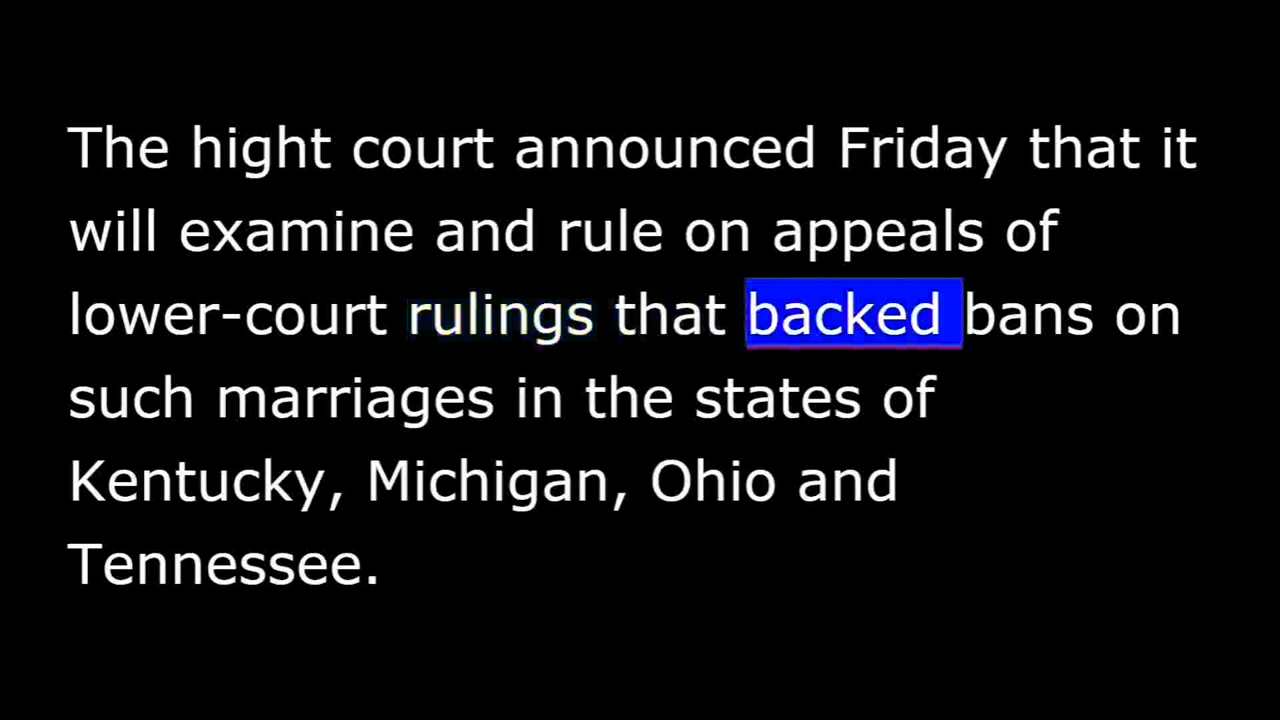 The hight court announced Friday that it
will examine and rule on appeals of
lower-court rulings that backed bans on
such marriages in the states of
Kentucky, Michigan, Ohio and
Tennessee.